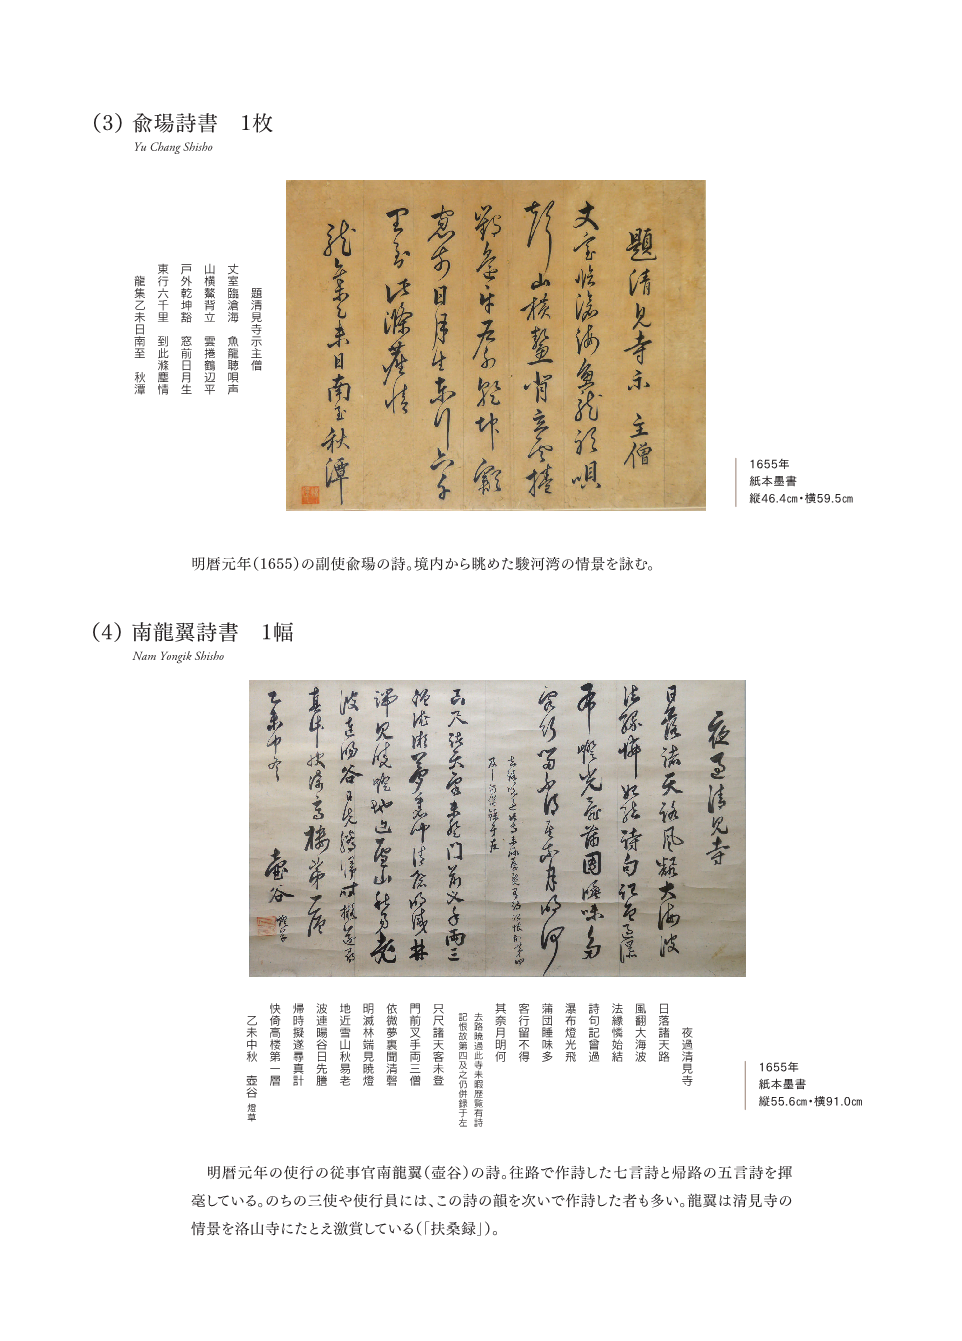 （3）兪瑒詩書　1枚
Yu Chang Shisho
題清見寺示主僧
丈室臨滄海　魚龍聴唄声
山横鰲背立　雲捲鶴辺平
戸外乾坤豁　窓前日月生
東行六千里　到此滌塵情
龍集乙未日南至　秋潭
1655年
紙本墨書
縦46.4㎝・横59.5㎝
明暦元年（1655）の副使兪瑒の詩。境内から眺めた駿河湾の情景を詠む。
（4）南龍翼詩書　1幅
Nam Yongik Shisho
夜過清見寺
日落諸天路
風翻大海波
法縁憐始結
詩句記曾過
瀑布燈光飛
蒲団睡味多
客行留不得
其奈月明何
去路暁過此寺未暇歴覧有詩
記恨故第四及之仍併録于左
只尺諸天客未登
門前叉手両三僧
依微夢裏聞清磬
明滅林端見暁燈
地近雪山秋易老
波連暘谷日先騰
帰時擬遂尋真計
快倚高楼第一層
乙未中秋　壺谷 燈草
1655年
紙本墨書
縦55.6㎝・横91.0㎝
明暦元年の使行の従事官南龍翼（壺谷）の詩。往路で作詩した七言詩と帰路の五言詩を揮
毫している。のちの三使や使行員には、この詩の韻を次いで作詩した者も多い。龍翼は清見寺の
情景を洛山寺にたとえ激賞している（「扶桑録」）。